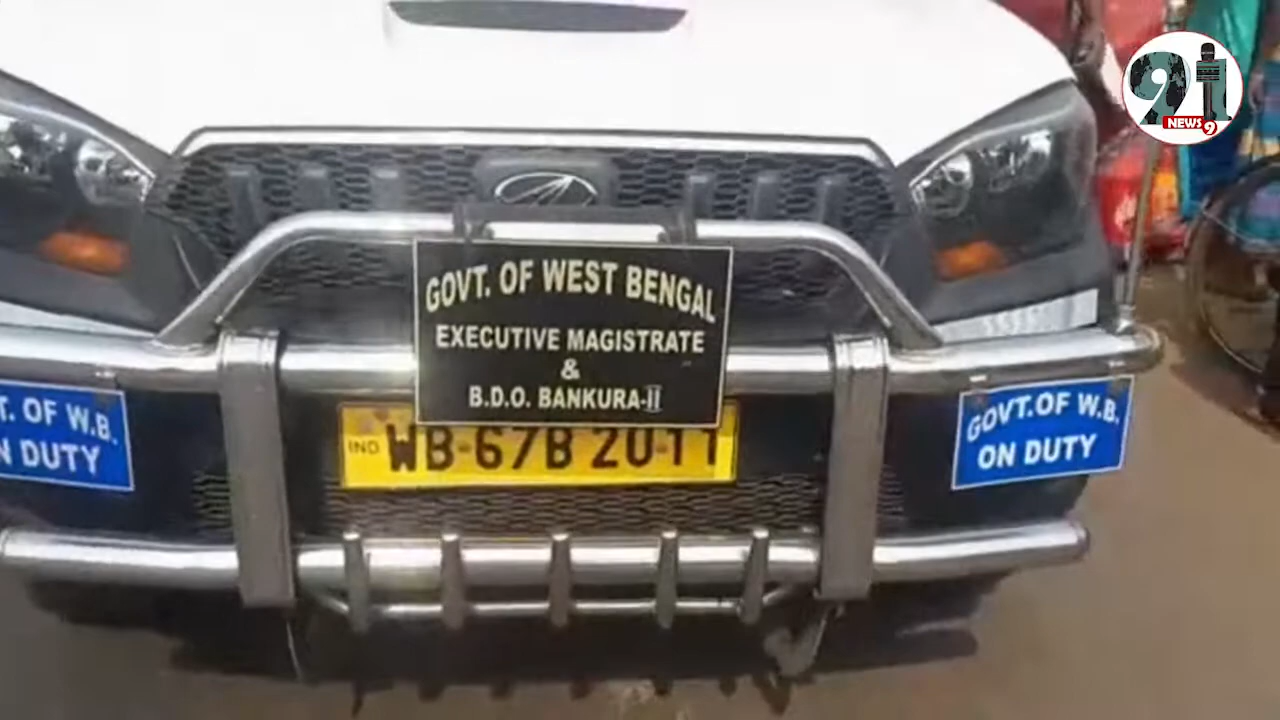 91
NEWS 9
GOVT. OF WEST BENGAL
EXECUTIVE MAGISTRATE
&
B.D.O. BANKURA-II
IND WB-67B 2011
T. OF W.B.
N DUTY
GOVT.OF W.B.
ON DUTY